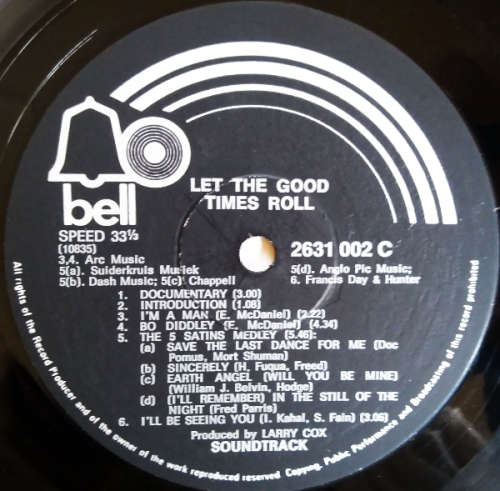 bell
LET THE GOOD
TIMES ROLL
SPEED 33⅓
(10835)
2631 002 C
3,4. Arc Music
5(a). Suiderkruis Musiek
5(b). Dash Music; 5(c) Chappell
5(d). Anglo Pic Music;
6. Francis Day & Hunter
1. DOCUMENTARY (3.00)
2. INTRODUCTION (1.08)
3. I'M A MAN (E. McDANIEL) (2.22)
4. BO DIDDLEY (E. McDANIEL) (4.34)
5. THE 5 SATINS MEDLEY (5.46):
(a) SAVE THE LAST DANCE FOR ME (Doc
Pomus, Mort Shuman)
(b) SINCERELY (H. Fuqua, Freed)
(c) EARTH ANGEL (WILL YOU BE MINE)
(William J. Belvin, Hodge)
(d) (I'LL REMEMBER) IN THE STILL OF THE
NIGHT (Fred Parris)
6. I'LL BE SEEING YOU (I. Kahal, S. Fain) (3.06)
Produced by LARRY COX
SOUNDTRACK
All rights of the Record Producer and of the owner of the work reproduced reserved Copying, Public Performance and Broadcasting of this record prohibited